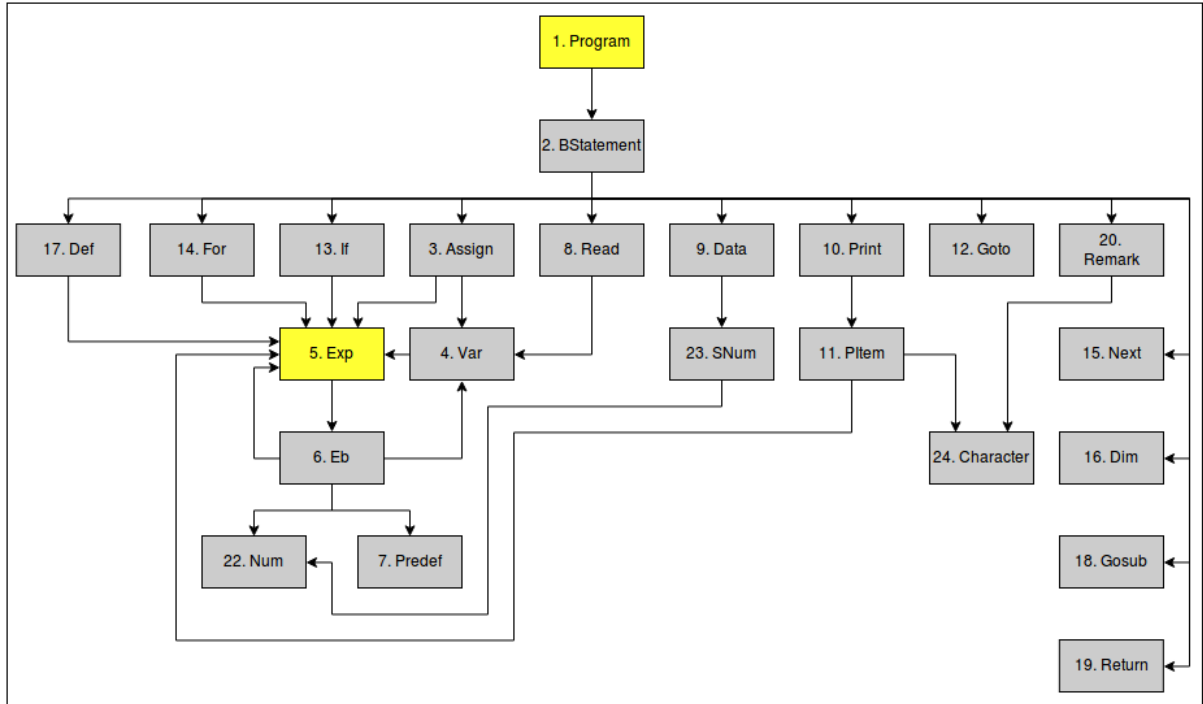 1. Program
2. BStatement
17. Def
14. For
13. If
3. Assign
8. Read
9. Data
10. Print
12. Goto
20.
Remark
5. Exp
4. Var
23. SNum
11. PItem
15. Next
6. Eb
24. Character
16. Dim
22. Num
7. Predef
18. Gosub
19. Return